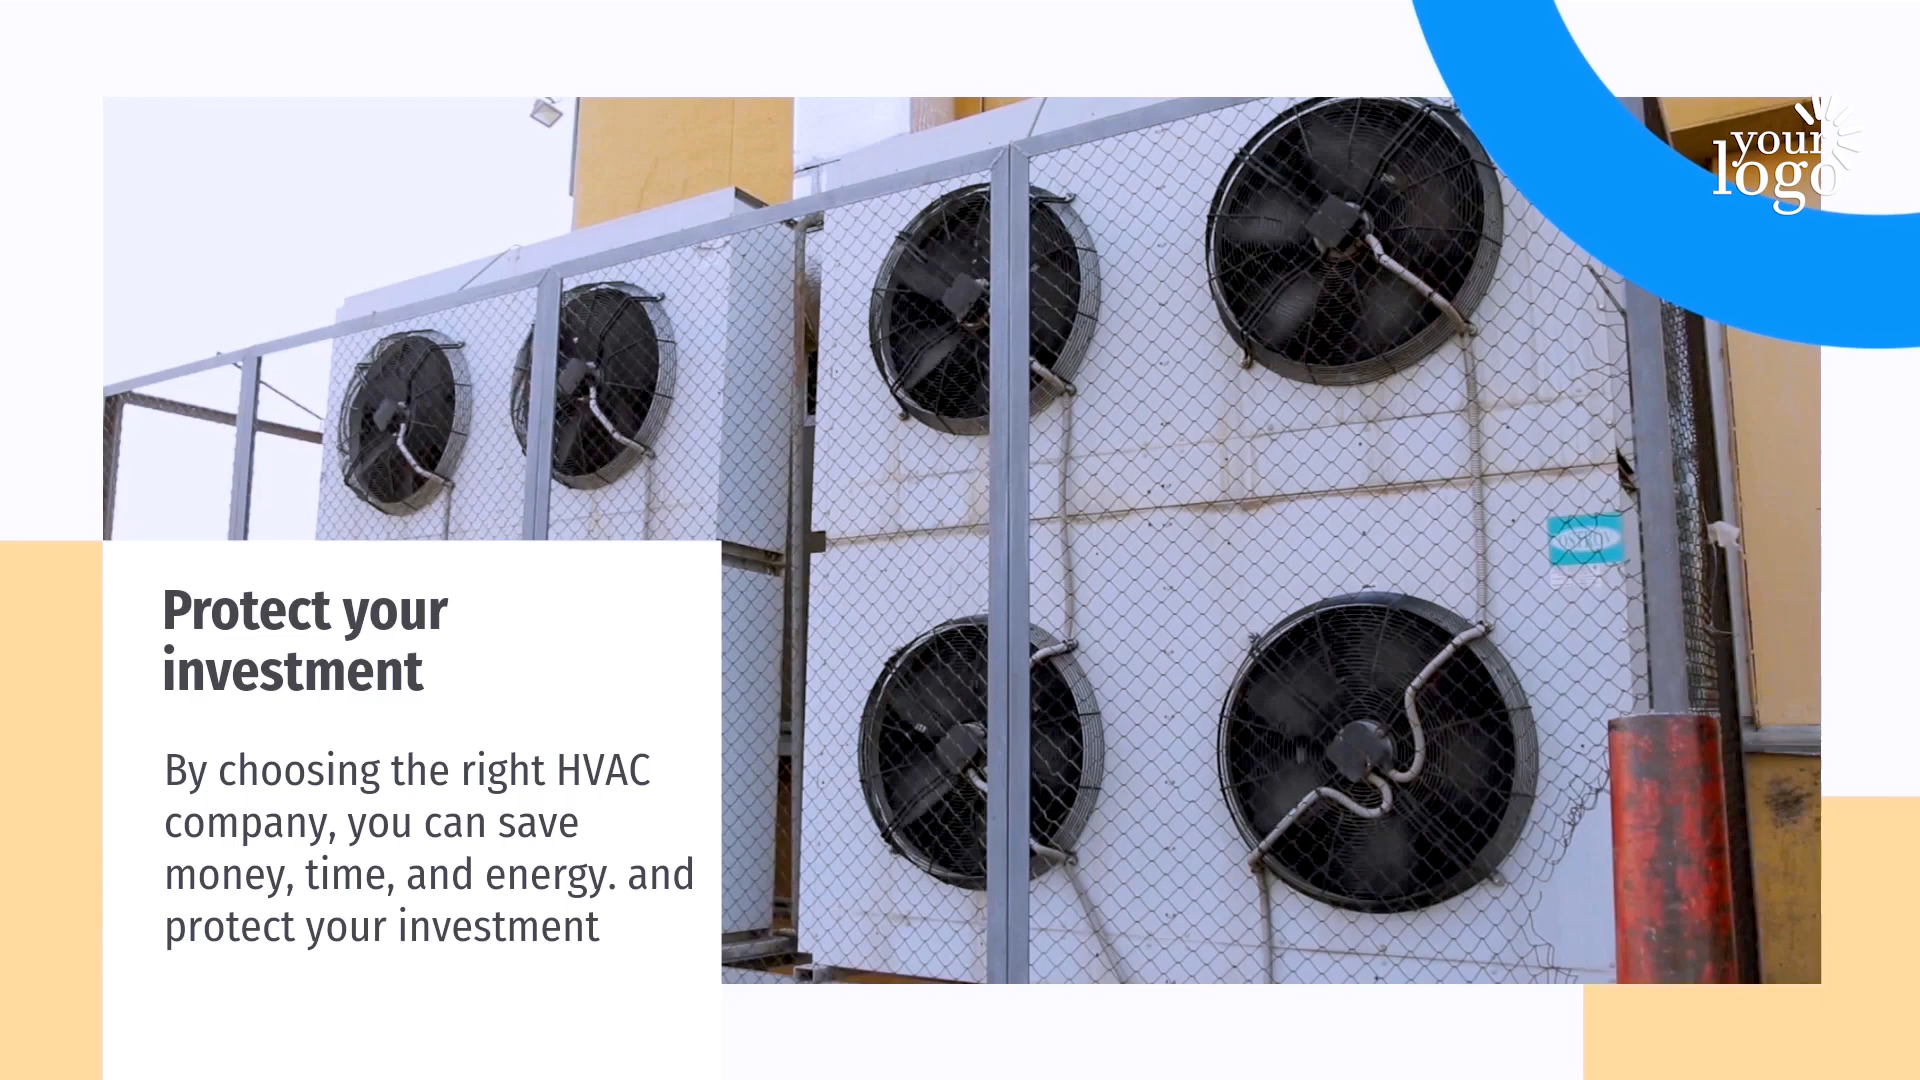 your
logo
Protect your
investment
By choosing the right HVAC
company, you can save
money, time, and energy. and
protect your investment